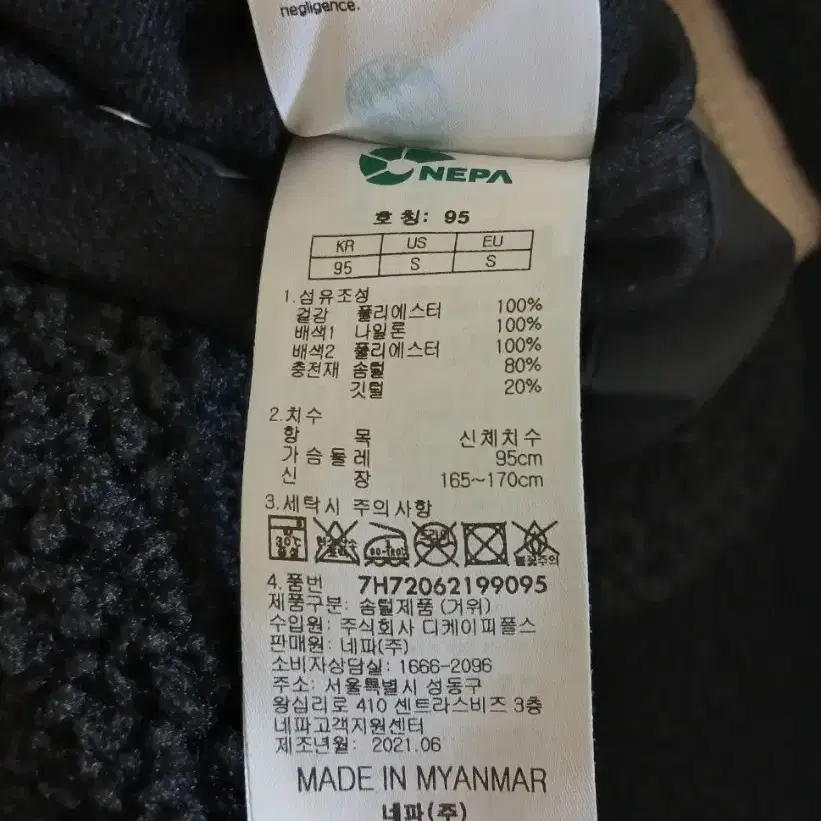 negligence.
NEPA
호 칭: 95
KR US EU
95 S S
1.섬유조성
겉감 폴리에스터 100%
배색1 나일론 100%
배색2 폴리에스터 100%
충전재 솜털 80%
깃털 20%
2.치수
항 목 신체치수
가슴둘레 95cm
신 장 165~170cm
3.세탁시 주의사항
30℃
80-120℃
불꽃주의
4.품번 7H72062199095
제품구분: 솜털제품 (거위)
수입원: 주식회사 디케이피플스
판매원: 네파(주)
소비자상담실: 1666-2096
주소: 서울특별시 성동구
왕십리로 410 센트라스비즈 3층
네파고객지원센터
제조년월: 2021.06
MADE IN MYANMAR
네파(주)